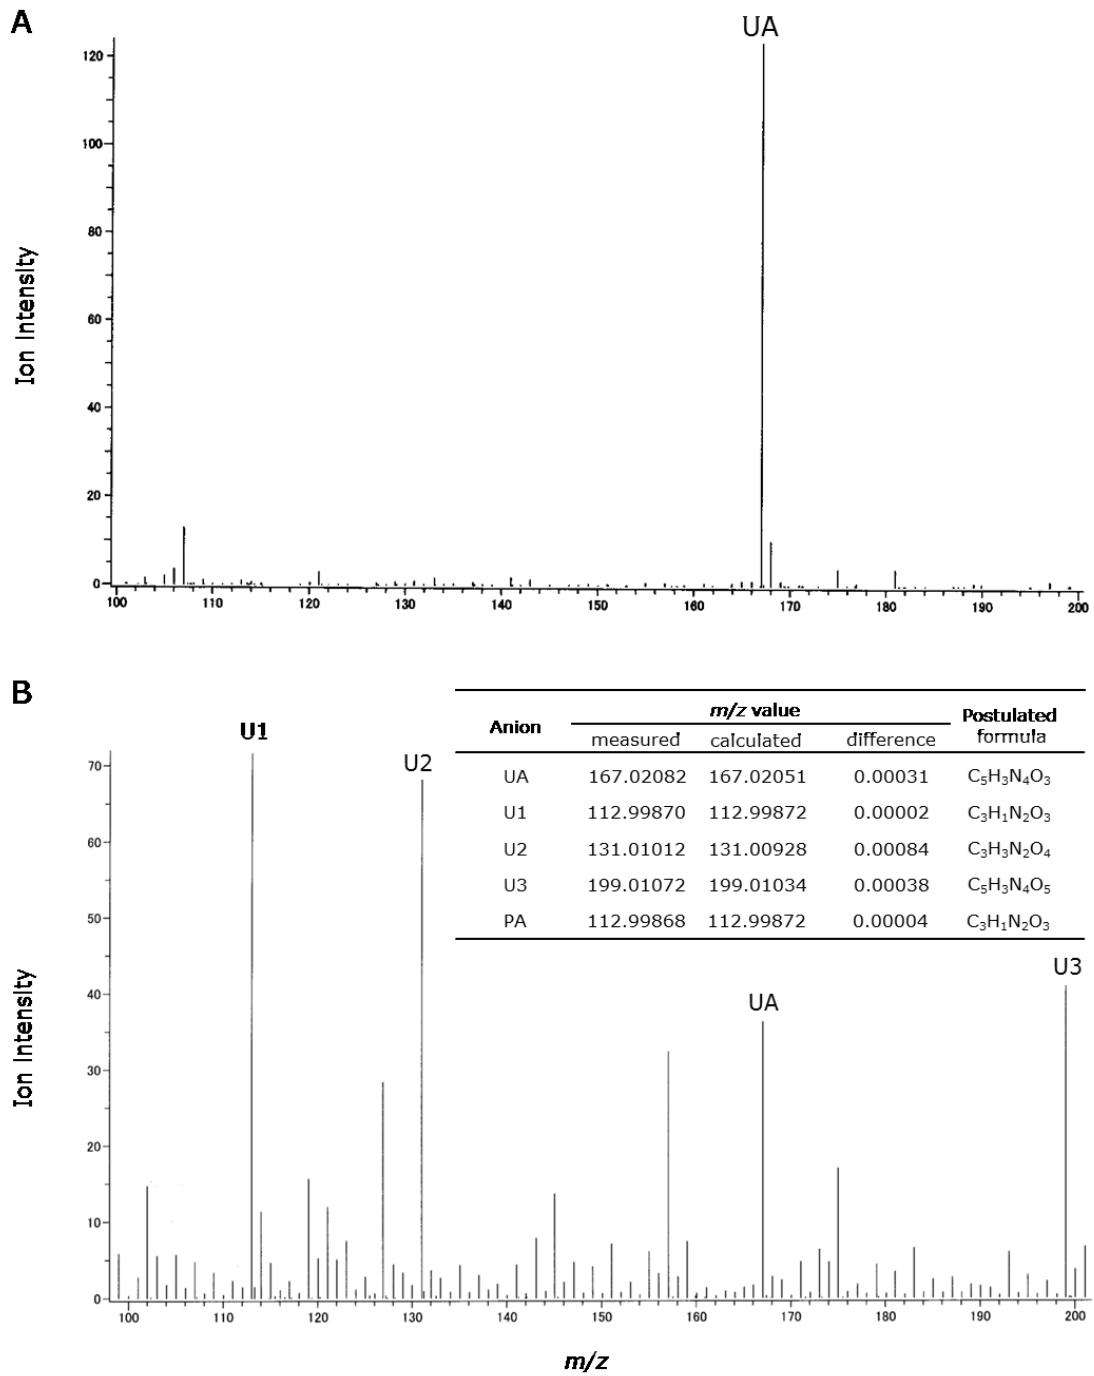 A
UA
120
100
80
60
40
20
0
Ion Intensity
100 110 120 130 140 150 160 170 180 190 200
B
U1
U2
U3
UA
Anion m/z value Postulated formula
measured calculated difference
UA 167.02082 167.02051 0.00031 C₅H₃N₄O₃
U1 112.99870 112.99872 0.00002 C₃H₁N₂O₃
U2 131.01012 131.00928 0.00084 C₃H₃N₂O₄
U3 199.01072 199.01034 0.00038 C₅H₃N₄O₅
PA 112.99868 112.99872 0.00004 C₃H₁N₂O₃
70
60
50
40
30
20
10
0
Ion Intensity
100 110 120 130 140 150 160 170 180 190 200
m/z